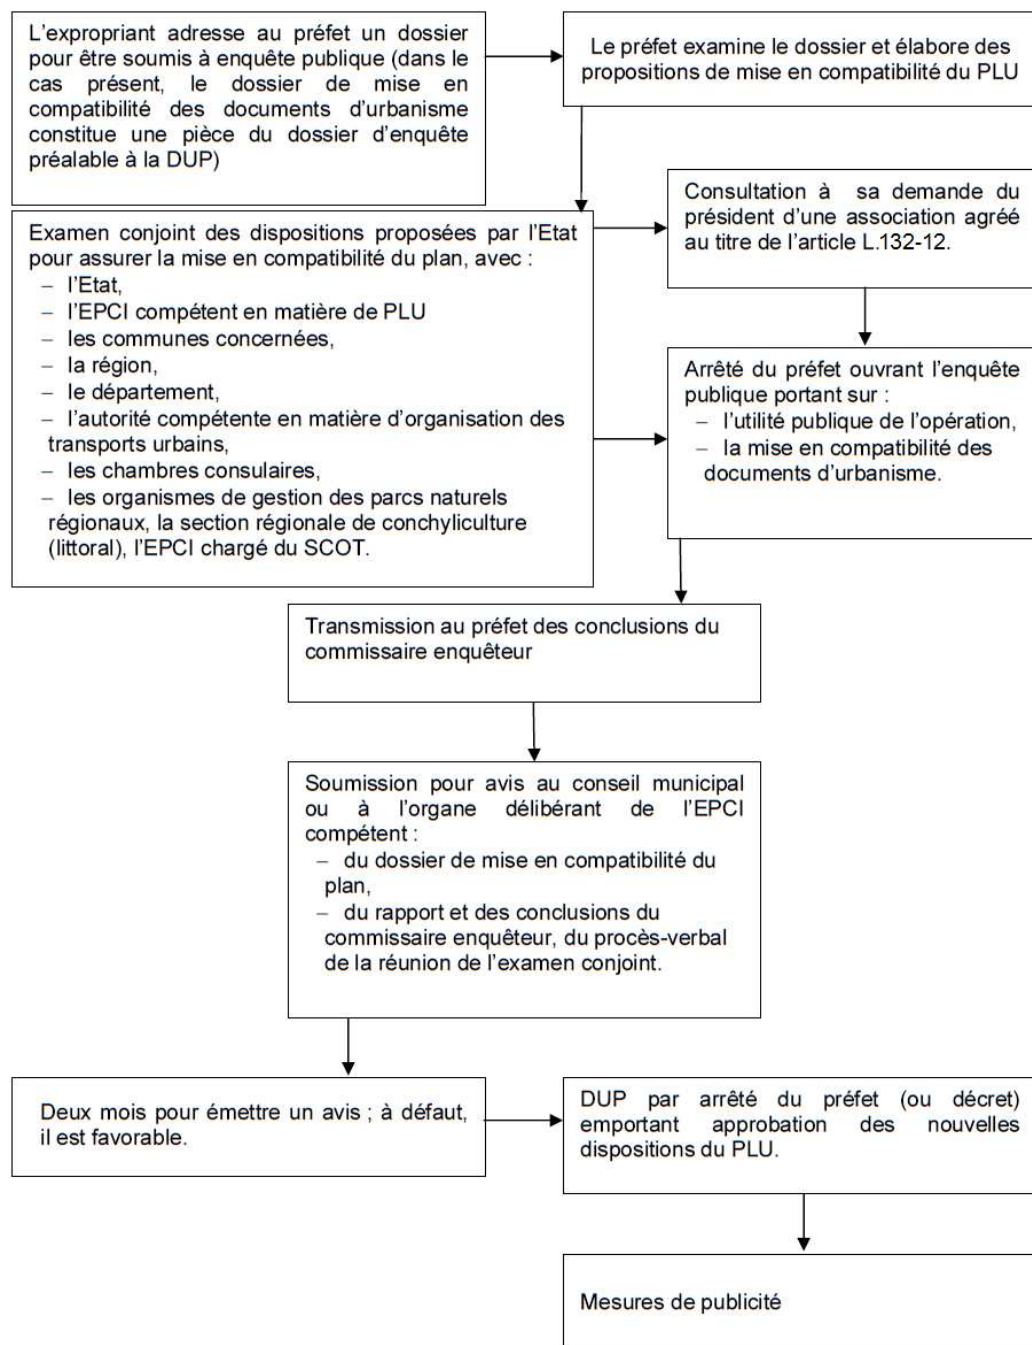 L'expropriant adresse au préfet un dossier
pour être soumis à enquête publique (dans le
cas présent, le dossier de mise en
compatibilité des documents d'urbanisme
constitue une pièce du dossier d'enquête
préalable à la DUP)
Le préfet examine le dossier et élabore des
propositions de mise en compatibilité du PLU
Consultation à sa demande du
président d'une association agréé
au titre de l'article L.132-12.
Examen conjoint des dispositions proposées par l'Etat
pour assurer la mise en compatibilité du plan, avec :
– l'Etat,
– l'EPCI compétent en matière de PLU
– les communes concernées,
– la région,
– le département,
– l'autorité compétente en matière d'organisation des
transports urbains,
– les chambres consulaires,
– les organismes de gestion des parcs naturels
régionaux, la section régionale de conchyliculture
(littoral), l'EPCI chargé du SCOT.
Arrêté du préfet ouvrant l'enquête
publique portant sur :
– l'utilité publique de l'opération,
– la mise en compatibilité des
documents d'urbanisme.
Transmission au préfet des conclusions du
commissaire enquêteur
Soumission pour avis au conseil municipal
ou à l'organe délibérant de l'EPCI
compétent :
– du dossier de mise en compatibilité du
plan,
– du rapport et des conclusions du
commissaire enquêteur, du procès-verbal
de la réunion de l'examen conjoint.
Deux mois pour émettre un avis ; à défaut,
il est favorable.
DUP par arrêté du préfet (ou décret)
emportant approbation des nouvelles
dispositions du PLU.
Mesures de publicité